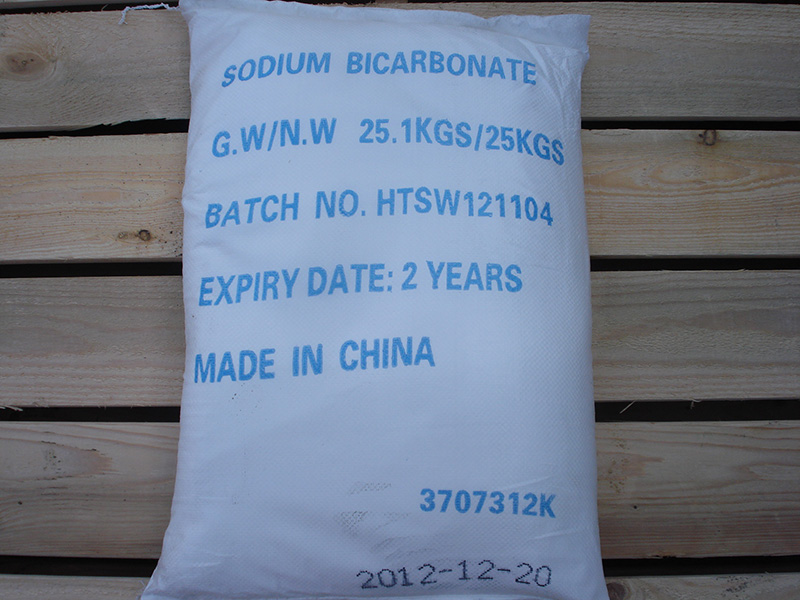 SODIUM BICARBONATE
G.W/N.W 25.1KGS/25KGS
BATCH NO. HTSW121104
EXPIRY DATE: 2 YEARS
MADE IN CHINA
3707312K
2012-12-20